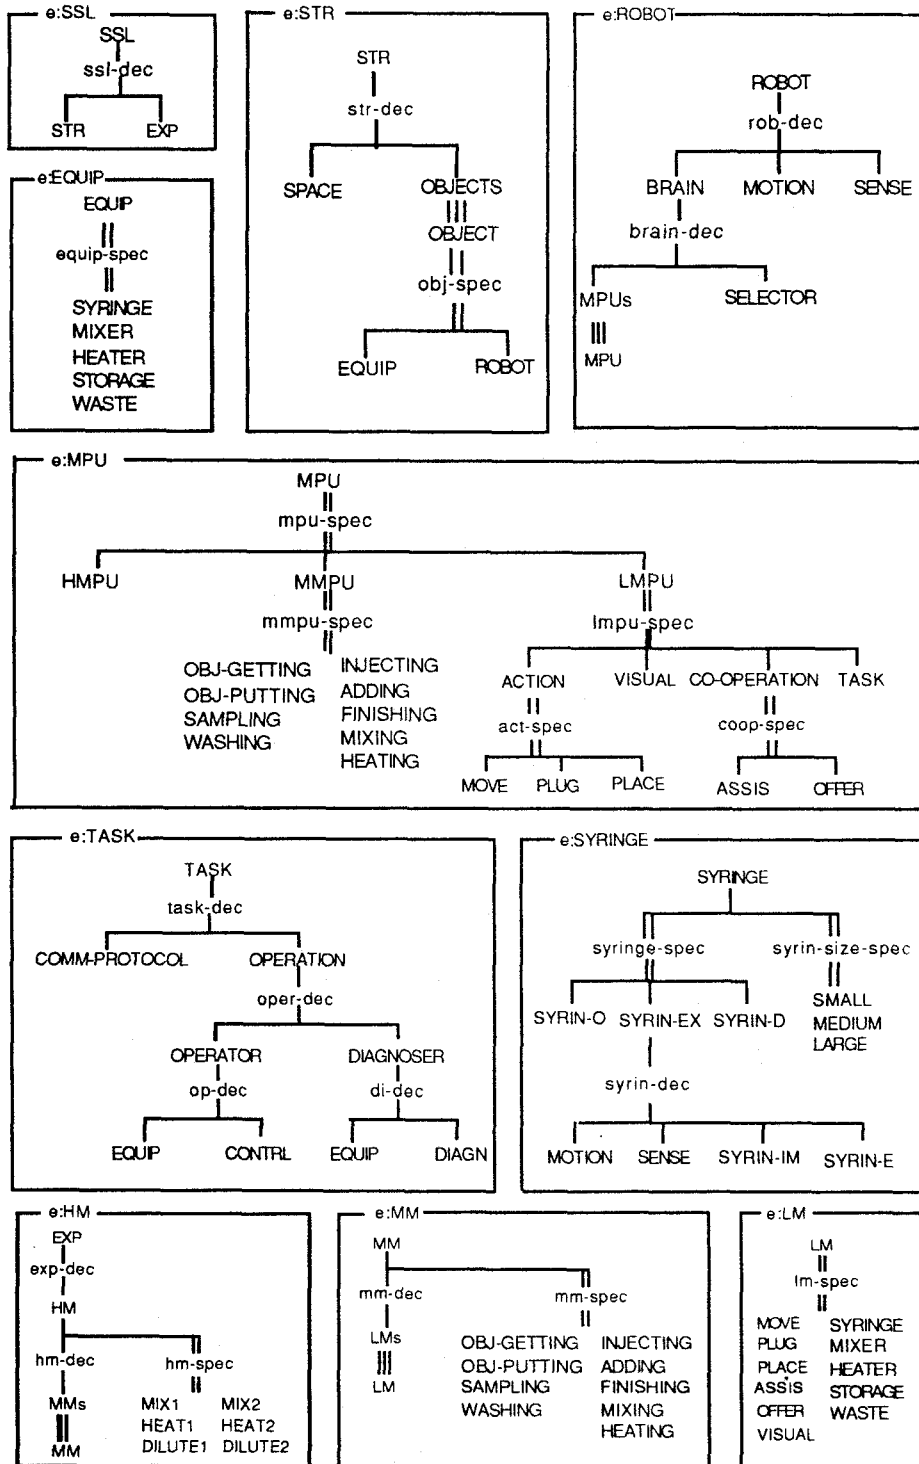 e:SSL
SSL
ssl-dec
STR EXP
e:EQUIP
EQUIP
equip-spec
SYRINGE
MIXER
HEATER
STORAGE
WASTE
e:STR
STR
str-dec
SPACE OBJECTS
OBJECT
obj-spec
EQUIP ROBOT
e:ROBOT
ROBOT
rob-dec
BRAIN MOTION SENSE
brain-dec
MPUs SELECTOR
MPU
e:MPU
MPU
mpu-spec
HMPU MMPU LMPU
mmpu-spec lmpu-spec
OBJ-GETTING INJECTING
OBJ-PUTTING ADDING
SAMPLING FINISHING
WASHING MIXING
HEATING
ACTION VISUAL CO-OPERATION TASK
act-spec coop-spec
MOVE PLUG PLACE ASSIS OFFER
e:TASK
TASK
task-dec
COMM-PROTOCOL OPERATION
oper-dec
OPERATOR DIAGNOSER
op-dec di-dec
EQUIP CONTRL EQUIP DIAGN
e:SYRINGE
SYRINGE
syringe-spec syrin-size-spec
SYRIN-O SYRIN-EX SYRIN-D
SMALL
MEDIUM
LARGE
syrin-dec
MOTION SENSE SYRIN-IM SYRIN-E
e:HM
EXP
exp-dec
HM
hm-dec hm-spec
MMs MIX1 MIX2
HEAT1 HEAT2
MM DILUTE1 DILUTE2
e:MM
MM
mm-dec mm-spec
LMs OBJ-GETTING INJECTING
OBJ-PUTTING ADDING
LM SAMPLING FINISHING
WASHING MIXING
HEATING
e:LM
LM
lm-spec
MOVE SYRINGE
PLUG MIXER
PLACE HEATER
ASSIS STORAGE
OFFER WASTE
VISUAL